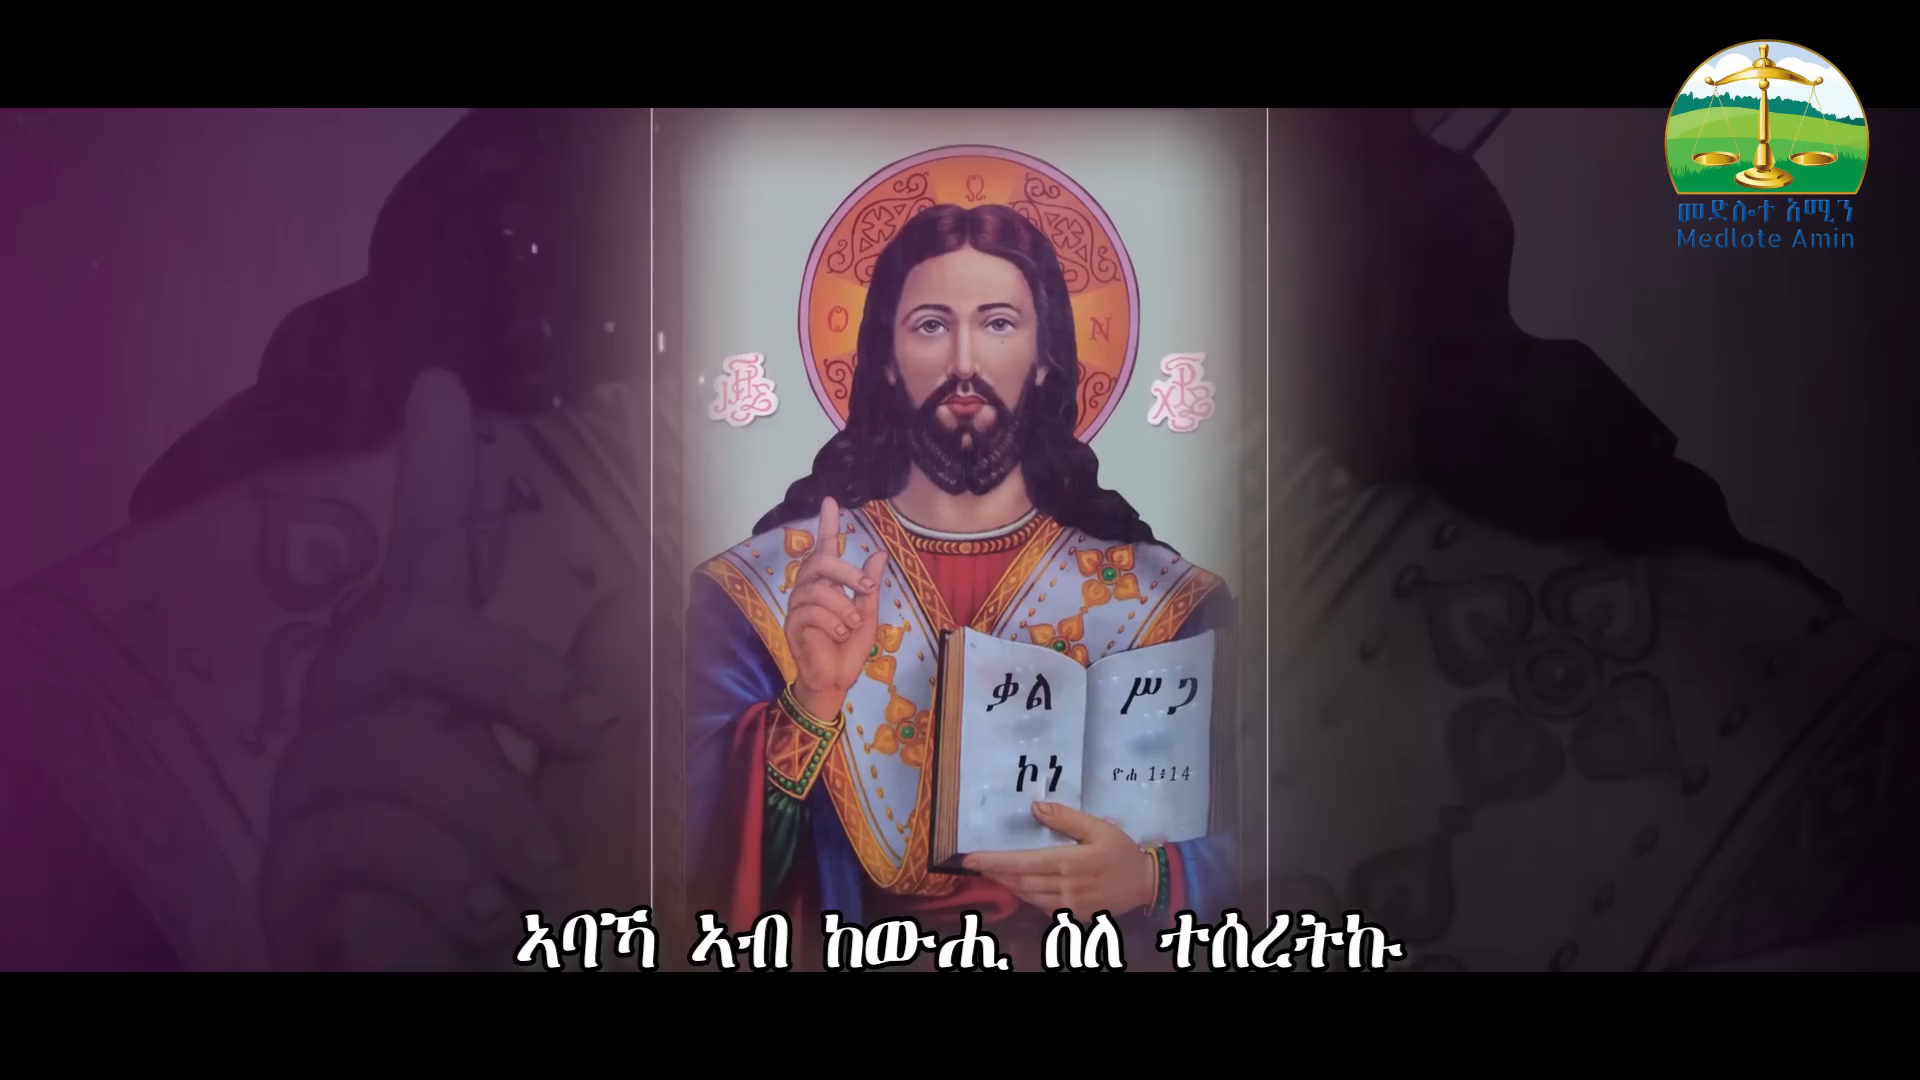 መድሎተ አሚን
Medlote Amin
Ω
Ο Ν
ቃል ሥጋ
ኮነ ዮሐ 1፥14
ኣባኻ ኣብ ከውሒ ስለ ተሰረትኩ